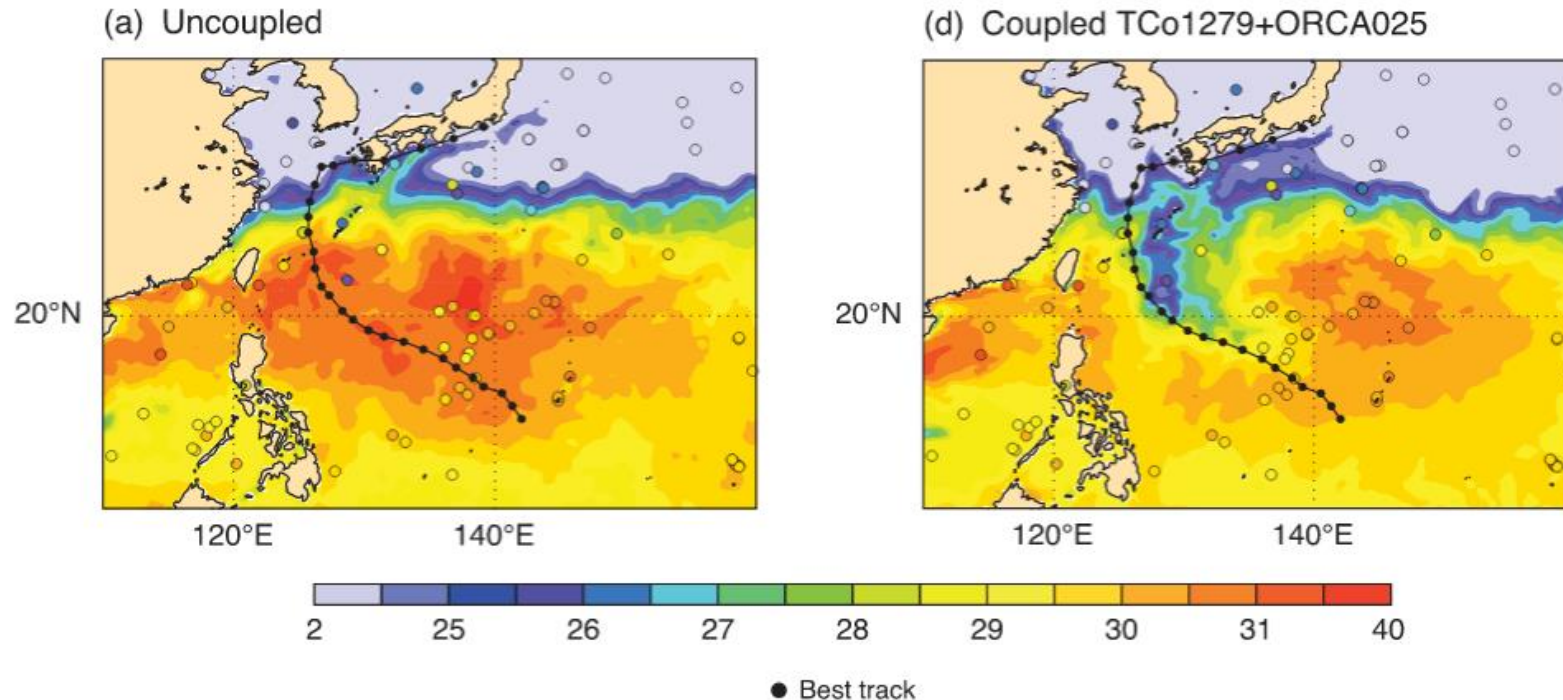 (a) Uncoupled
(d) Coupled TCo1279+ORCA025
20°N
20°N
120°E 140°E
120°E 140°E
2 25 26 27 28 29 30 31 40
Best track